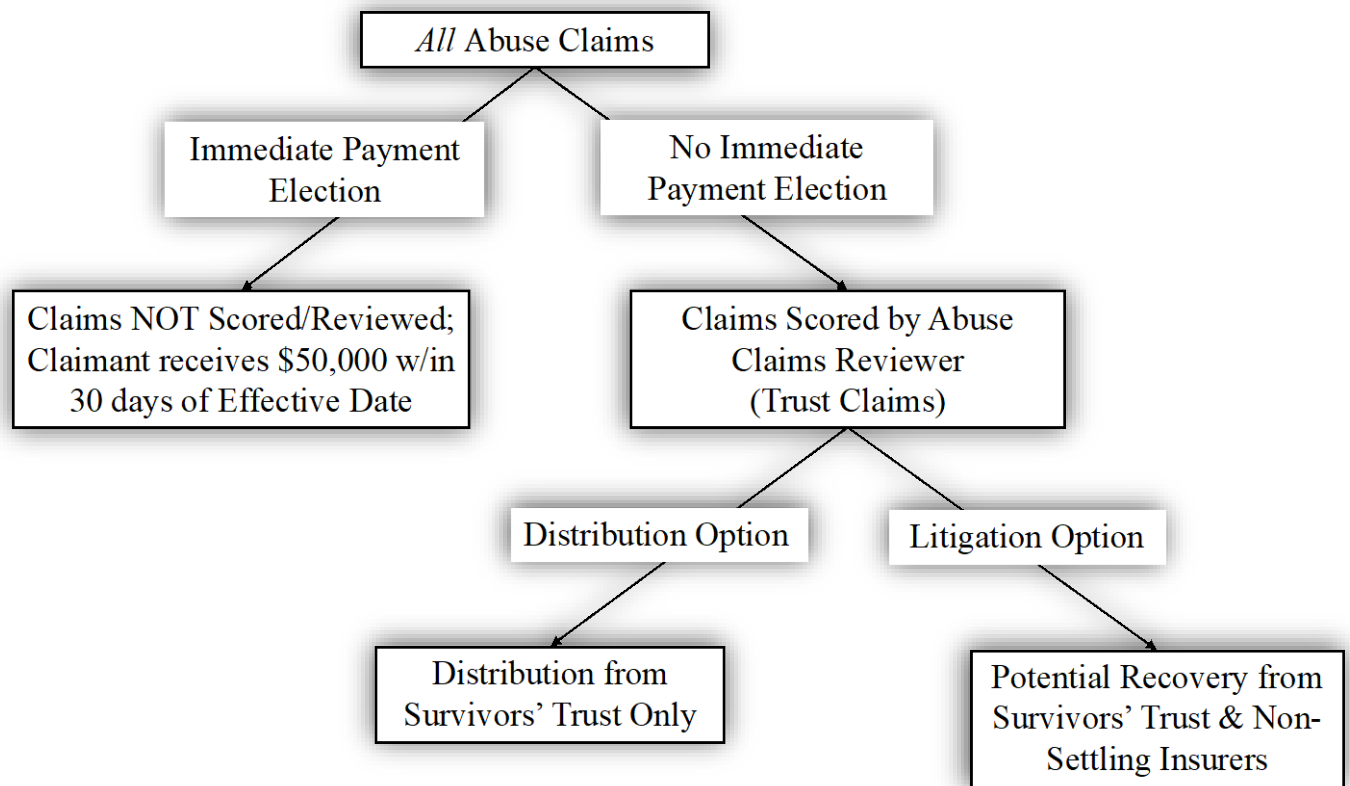 All Abuse Claims
Immediate Payment
Election
No Immediate
Payment Election
Claims NOT Scored/Reviewed;
Claimant receives $50,000 w/in
30 days of Effective Date
Claims Scored by Abuse
Claims Reviewer
(Trust Claims)
Distribution Option
Litigation Option
Distribution from
Survivors’ Trust Only
Potential Recovery from
Survivors’ Trust & Non-
Settling Insurers